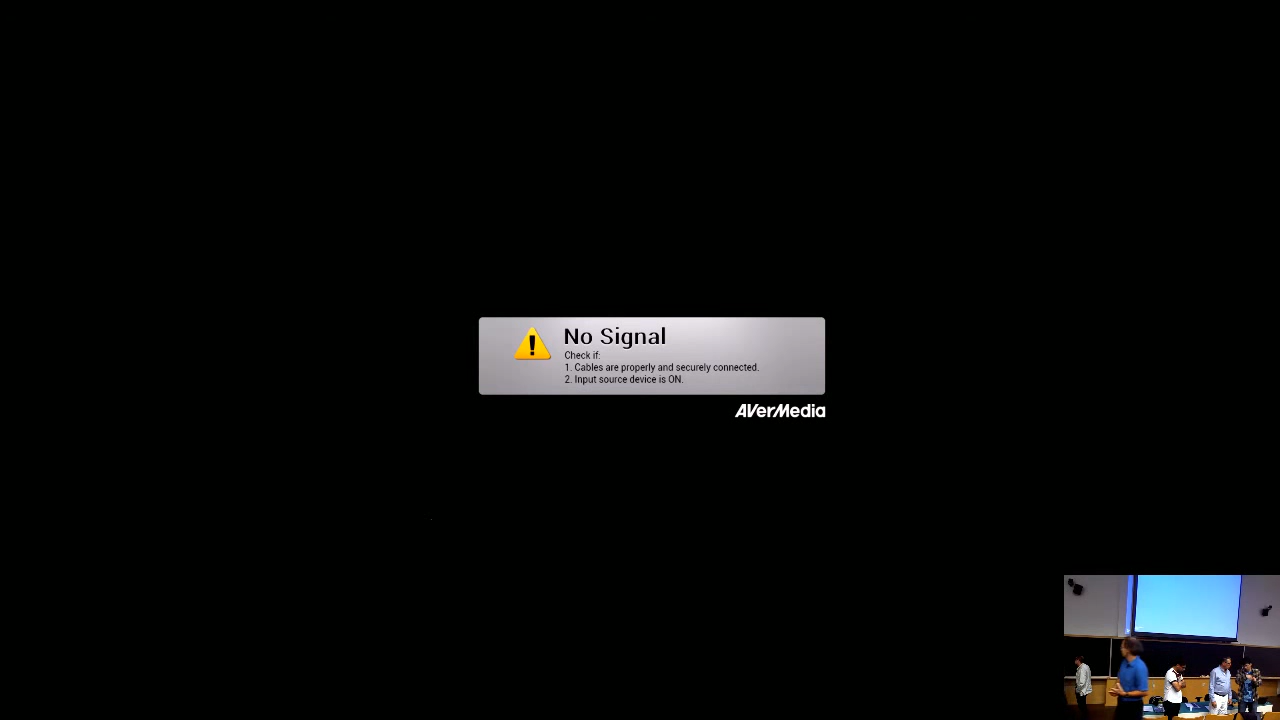 No Signal
Check if:
1. Cables are properly and securely connected.
2. Input source device is ON.
AVerMedia